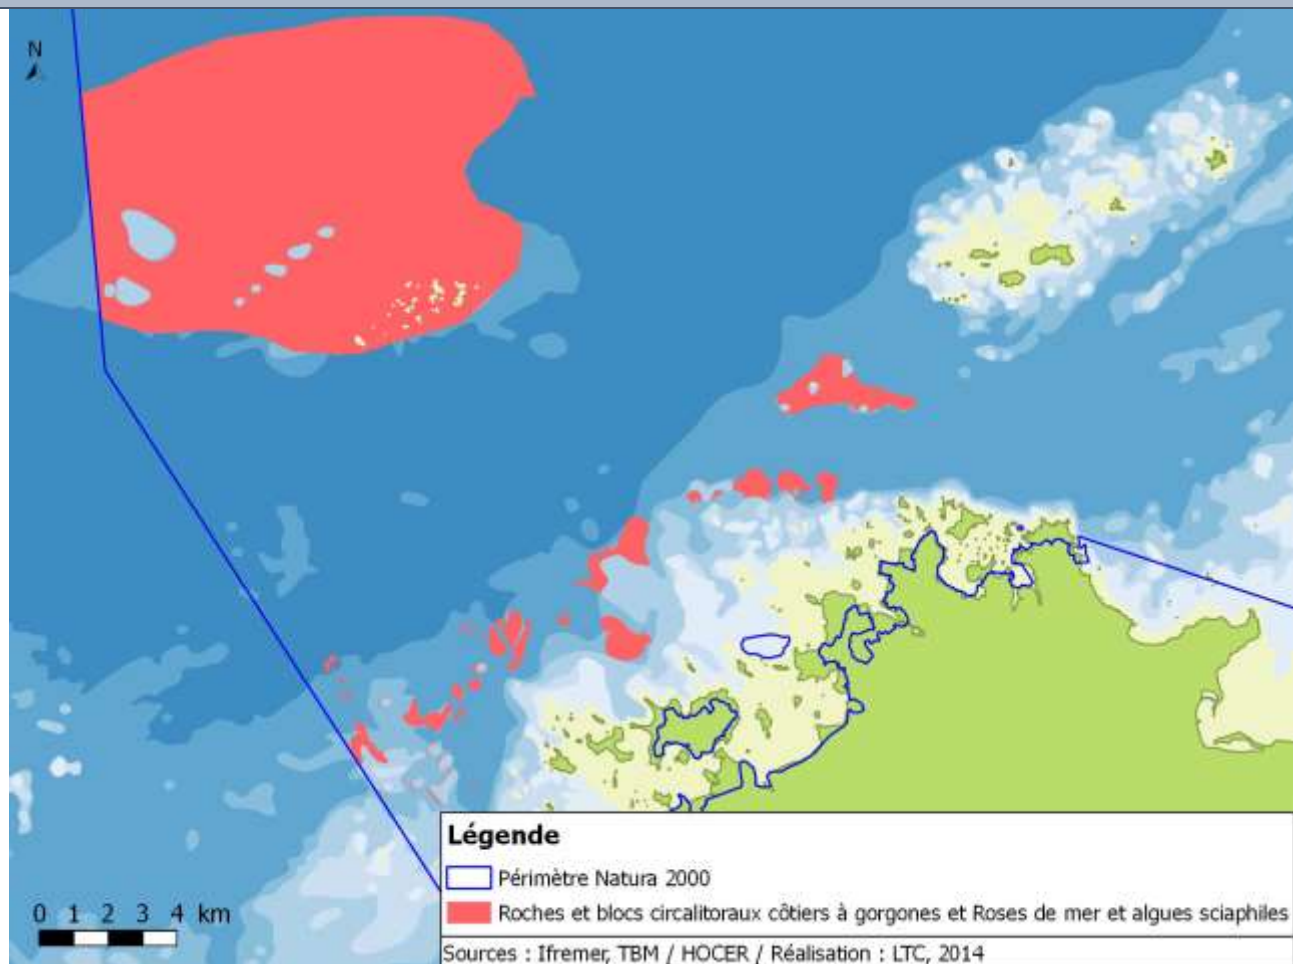 N
Légende
Périmètre Natura 2000
Roches et blocs circalitoraux côtiers à gorgones et Roses de mer et algues sciaphiles
0 1 2 3 4 km
Sources : Ifremer, TBM / HOCER / Réalisation : LTC, 2014